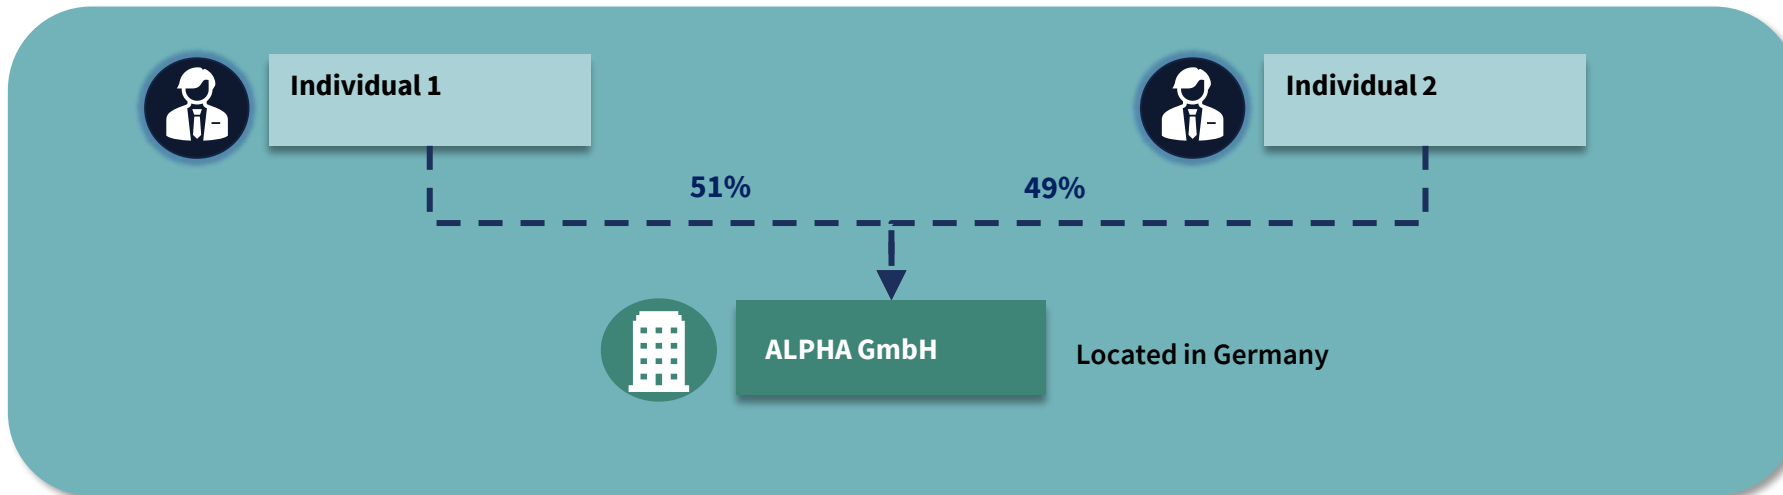 Individual 1
Individual 2
51%
49%
ALPHA GmbH
Located in Germany